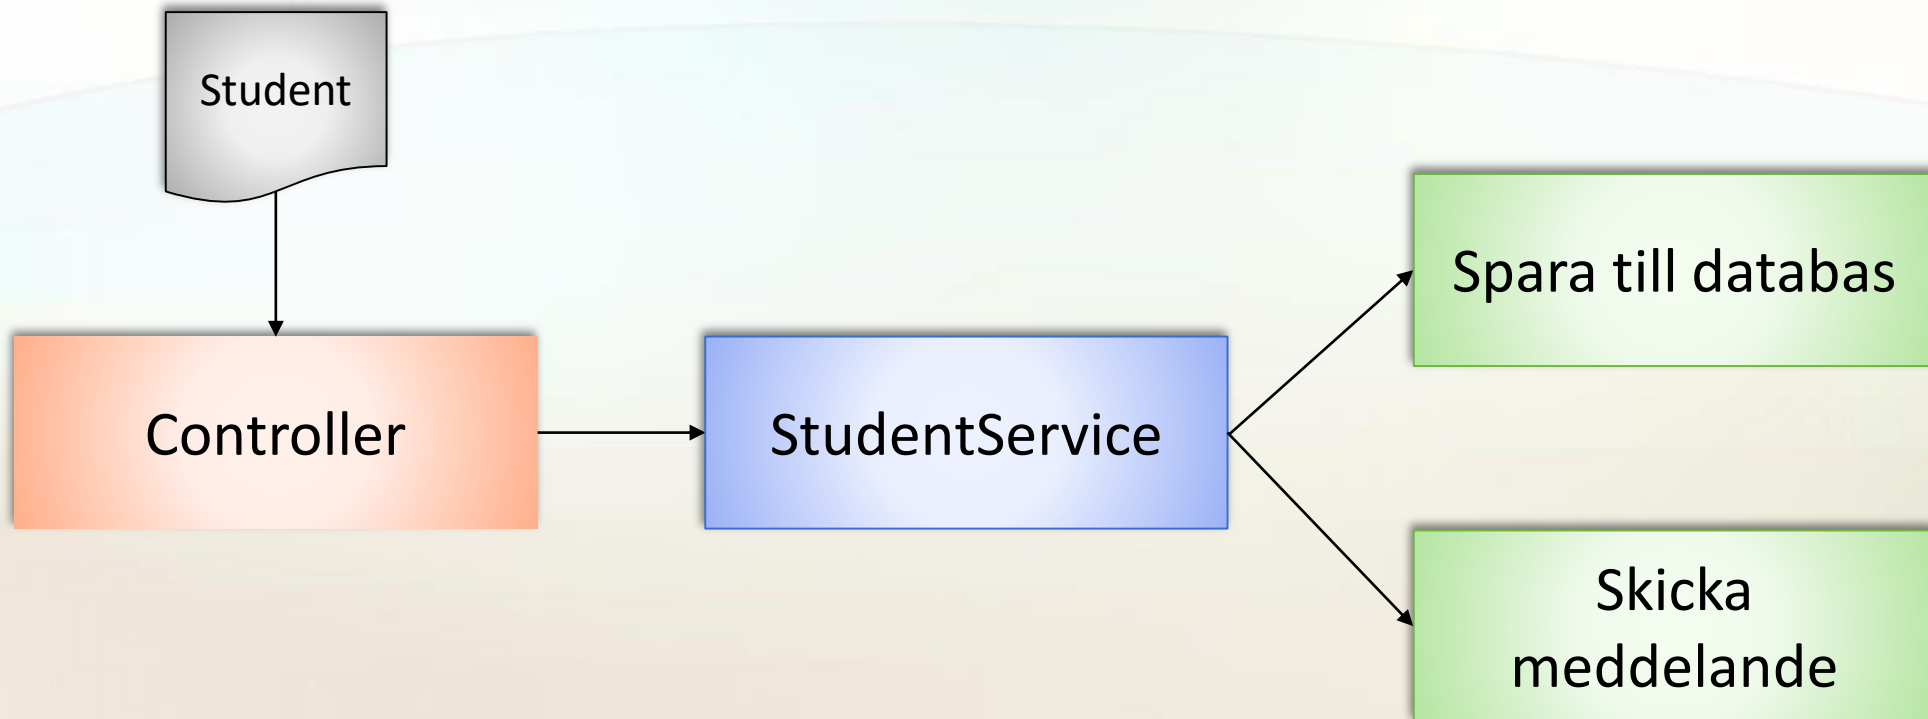 Student
Controller
StudentService
Spara till databas
Skicka
meddelande